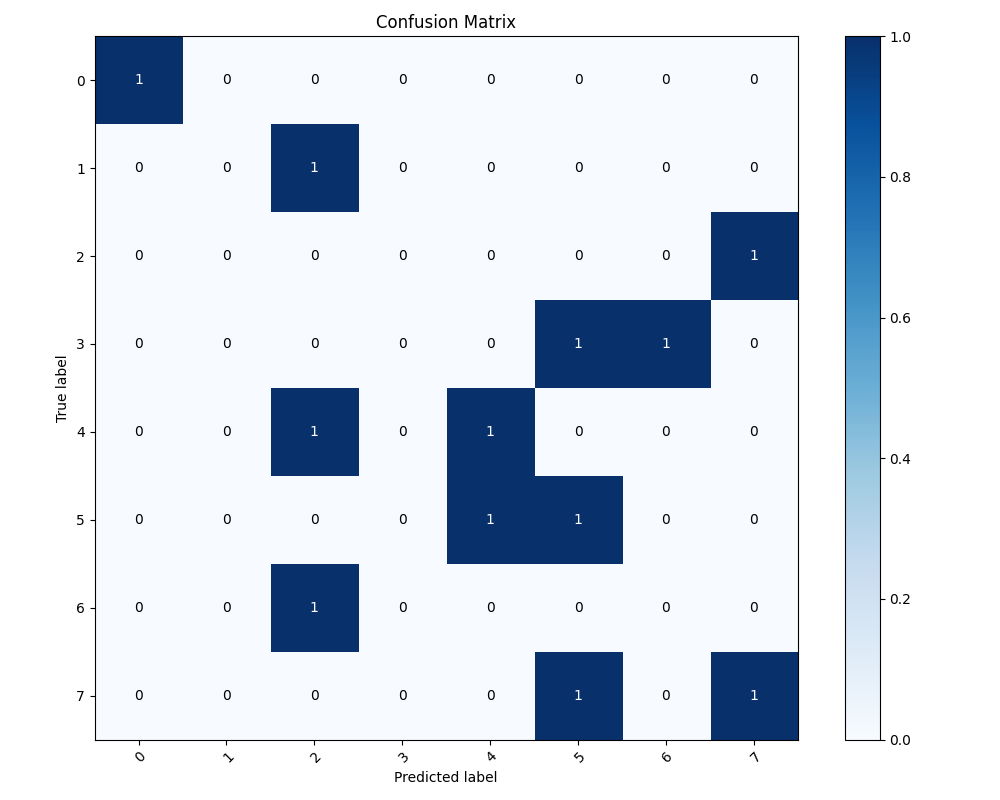 Confusion Matrix
0 1 0 0 0 0 0 0 0
1 0 0 1 0 0 0 0 0
2 0 0 0 0 0 0 0 1
3 0 0 0 0 0 1 1 0
4 0 0 1 0 1 0 0 0
5 0 0 0 0 1 1 0 0
6 0 0 1 0 0 0 0 0
7 0 0 0 0 0 1 0 1
0 1 2 3 4 5 6 7
True label
Predicted label
1.0
0.8
0.6
0.4
0.2
0.0